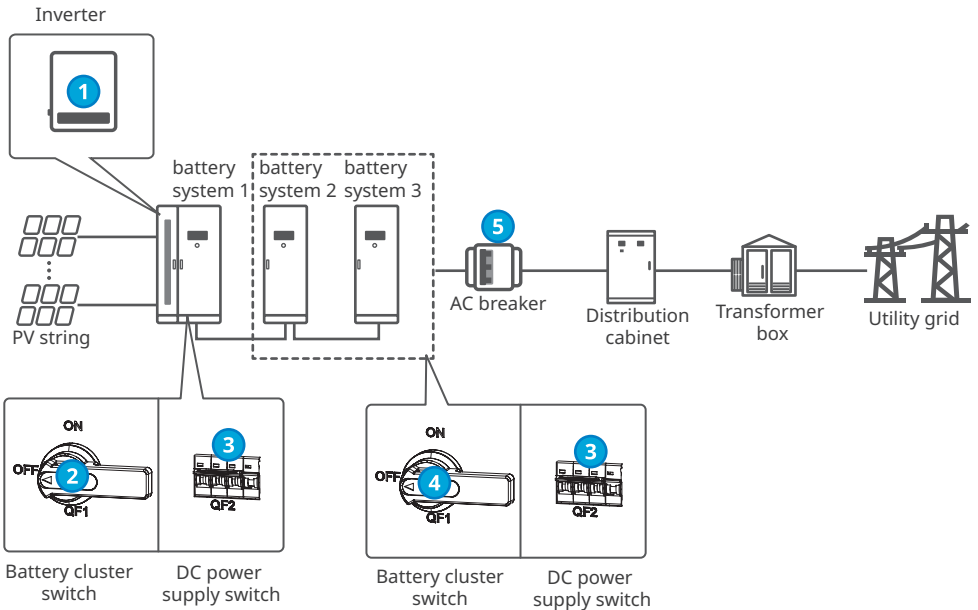 Inverter
1
battery
system 1
battery
system 2
battery
system 3
5
AC breaker
Distribution
cabinet
Transformer
box
Utility grid
PV string
ON
OFF
2
QF1
3
QF2
Battery cluster
switch
DC power
supply switch
ON
OFF
4
QF1
3
QF2
Battery cluster
switch
DC power
supply switch